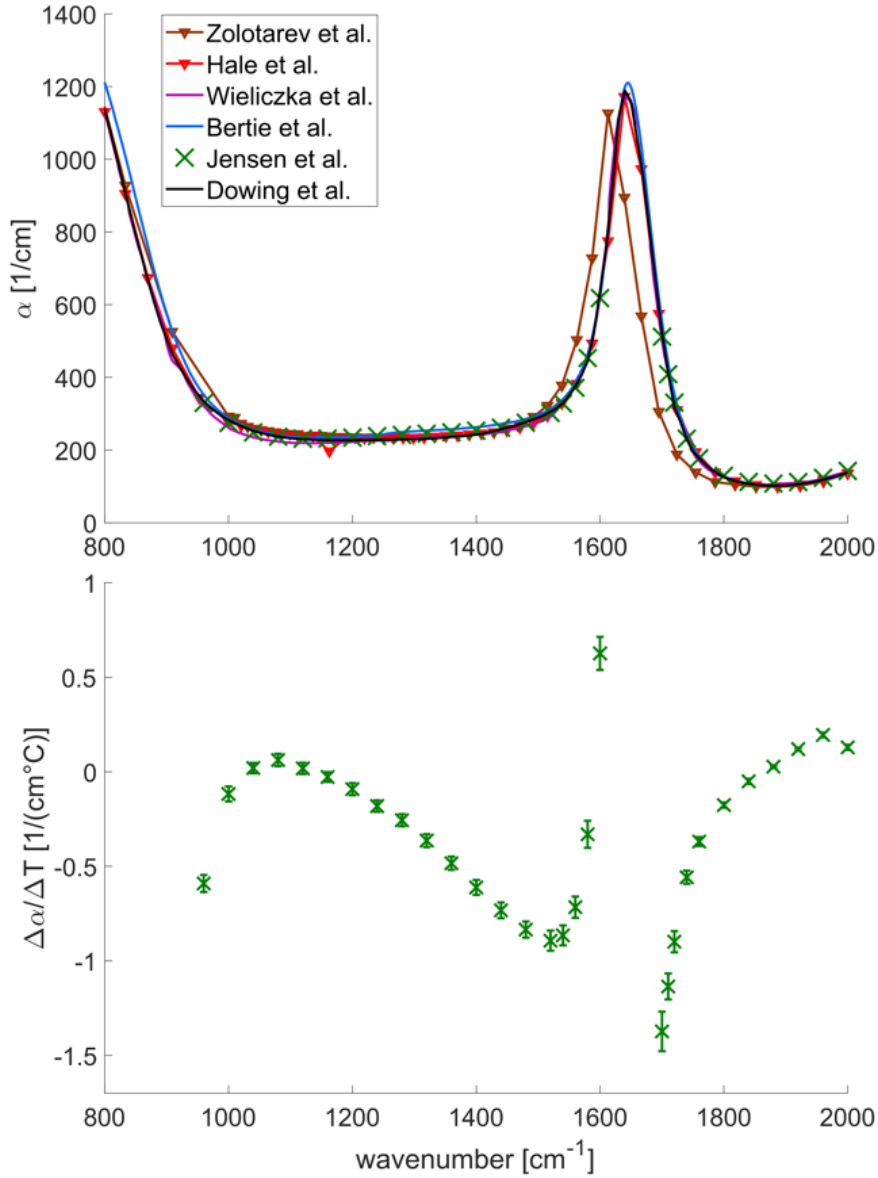 1400
1200
1000
800
600
400
200
0
α [1/cm]
Zolotarev et al.
Hale et al.
Wieliczka et al.
Bertie et al.
Jensen et al.
Dowing et al.
800 1000 1200 1400 1600 1800 2000
1
0.5
0
-0.5
-1
-1.5
Δα/ΔT [1/(cm°C)]
800 1000 1200 1400 1600 1800 2000
wavenumber [cm⁻¹]